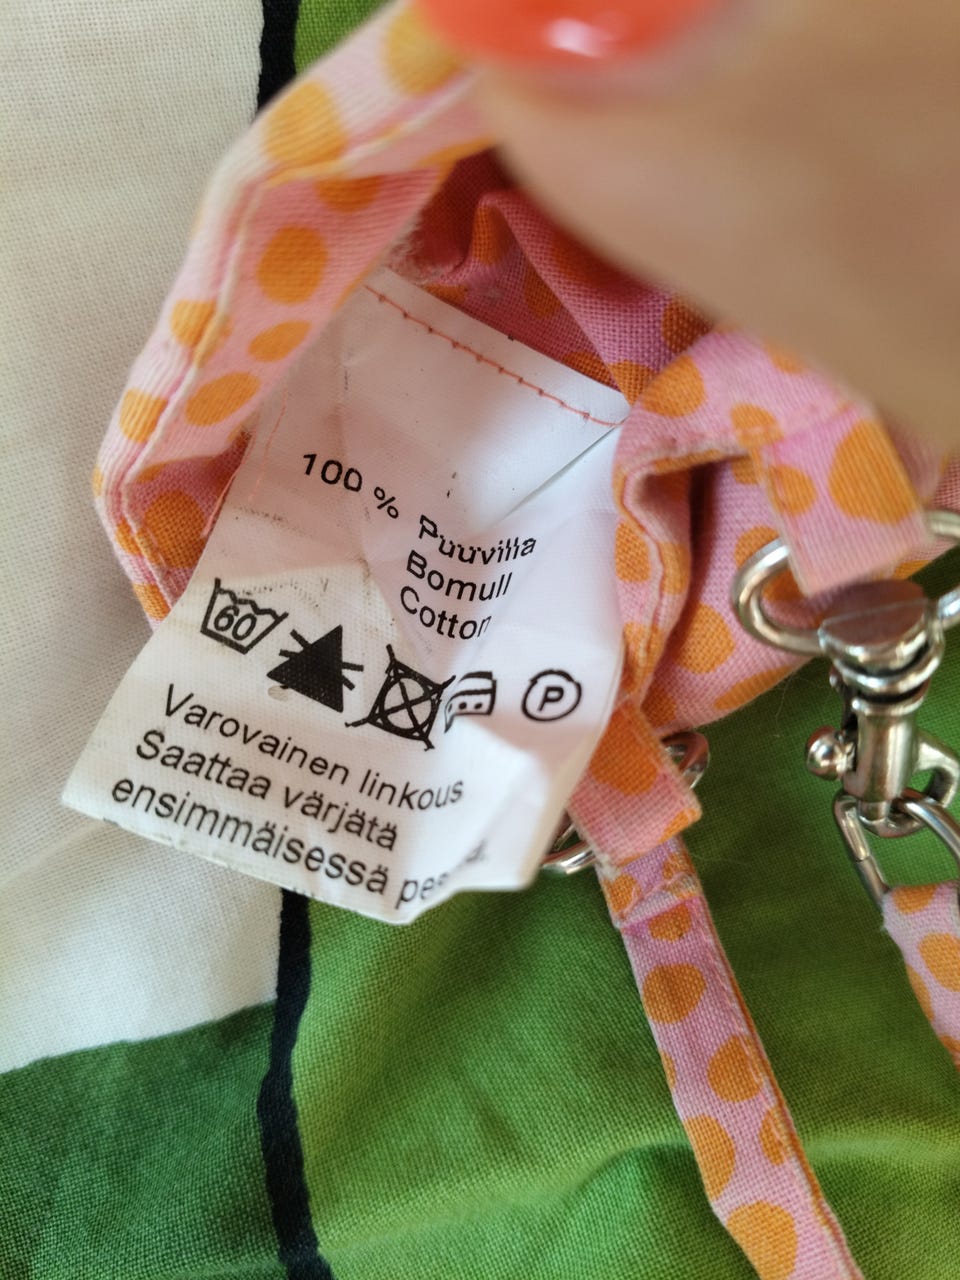 100 % Puuvilla
Bomull
Cotton
60
P
Varovainen linkous
Saattaa värjätä
ensimmäisessä